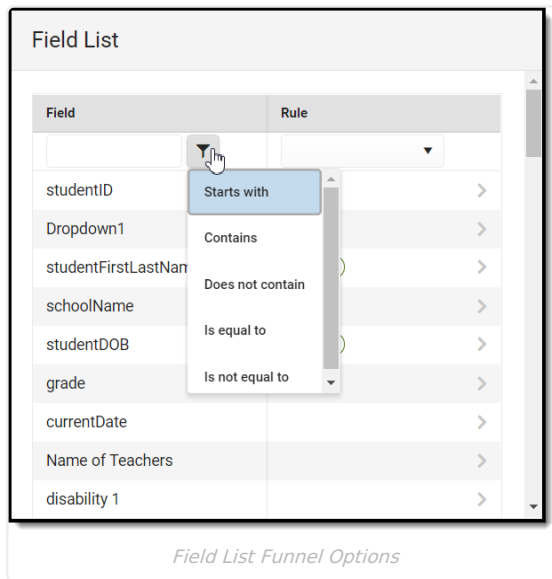 Field List
Field Rule
studentID
Starts with
Dropdown1
Contains
studentFirstLastNam
Does not contain
schoolName
Is equal to
studentDOB
Is not equal to
grade
currentDate
Name of Teachers
disability 1
Field List Funnel Options